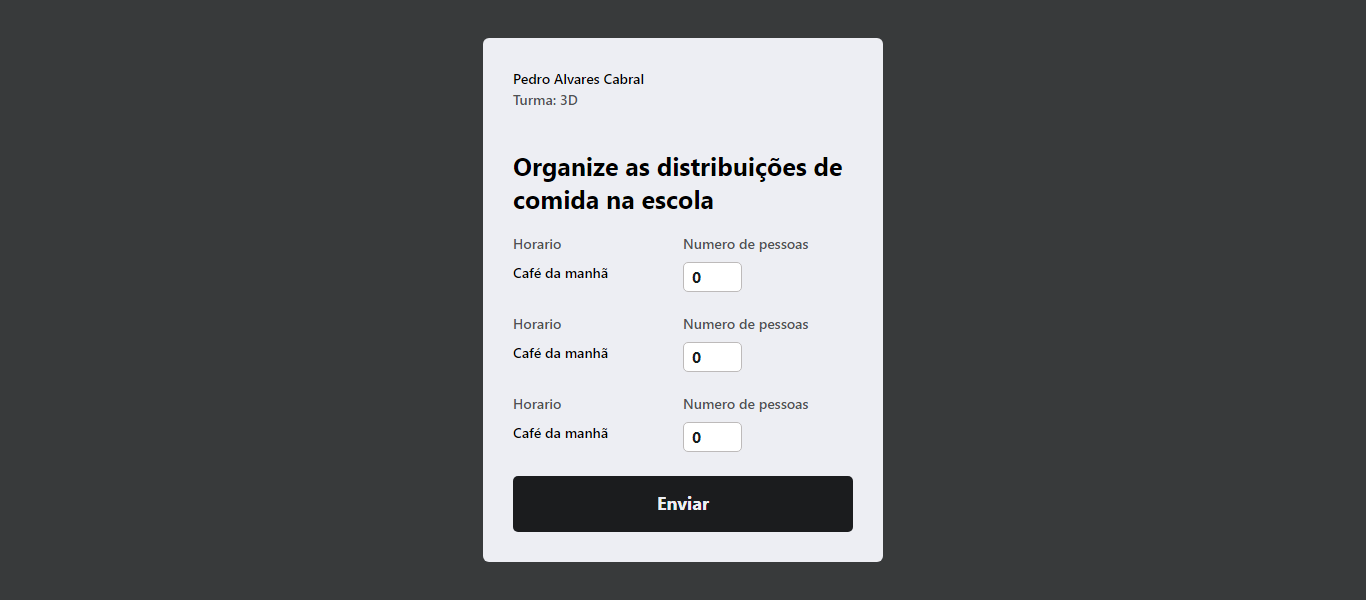 Pedro Alvares Cabral
Turma: 3D
Organize as distribuições de
comida na escola
Horario Numero de pessoas
Café da manhã 0
Horario Numero de pessoas
Café da manhã 0
Horario Numero de pessoas
Café da manhã 0
Enviar